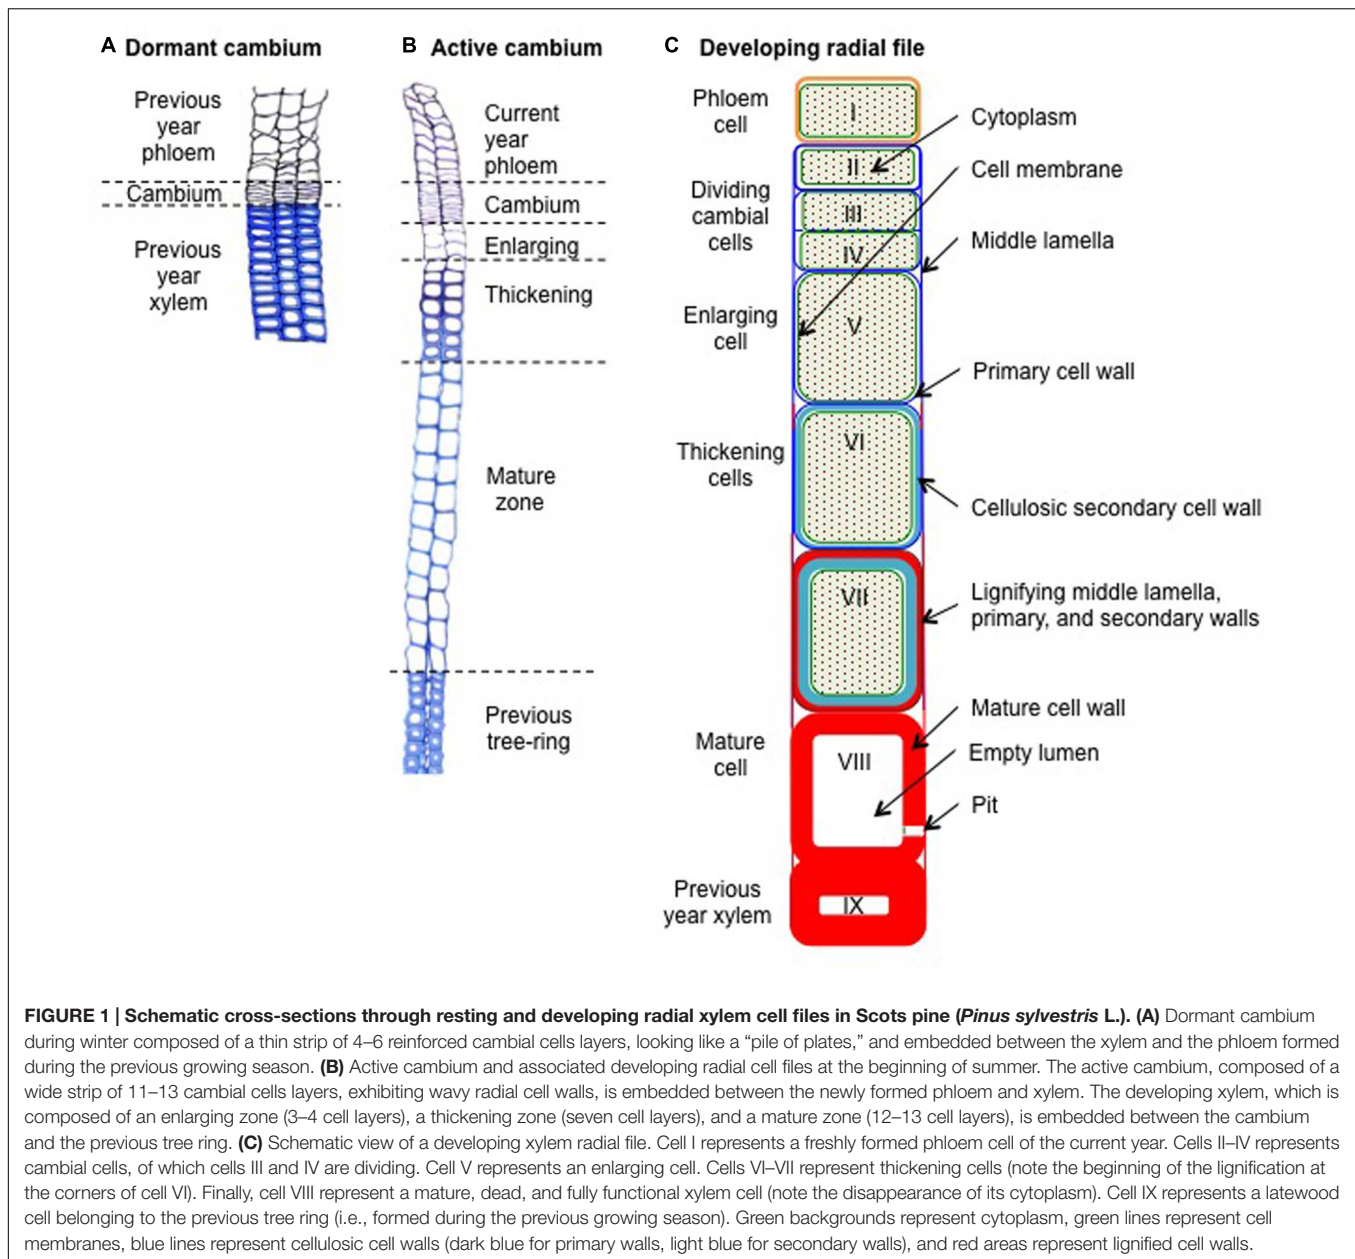 A Dormant cambium
Previous
year
phloem
Cambium
Previous
year
xylem
B Active cambium
Current
year
phloem
Cambium
Enlarging
Thickening
Mature
zone
Previous
tree-ring
C Developing radial file
Phloem
cell
Dividing
cambial
cells
Enlarging
cell
Thickening
cells
Mature
cell
Previous
year xylem
I
II
III
IV
V
VI
VII
VIII
IX
Cytoplasm
Cell membrane
Middle lamella
Primary cell wall
Cellulosic secondary cell wall
Lignifying middle lamella,
primary, and secondary walls
Mature cell wall
Empty lumen
Pit
FIGURE 1 | Schematic cross-sections through resting and developing radial xylem cell files in Scots pine (Pinus sylvestris L.). (A) Dormant cambium
during winter composed of a thin strip of 4–6 reinforced cambial cells layers, looking like a “pile of plates,” and embedded between the xylem and the phloem formed
during the previous growing season. (B) Active cambium and associated developing radial cell files at the beginning of summer. The active cambium, composed of a
wide strip of 11–13 cambial cells layers, exhibiting wavy radial cell walls, is embedded between the newly formed phloem and xylem. The developing xylem, which is
composed of an enlarging zone (3–4 cell layers), a thickening zone (seven cell layers), and a mature zone (12–13 cell layers), is embedded between the cambium
and the previous tree ring. (C) Schematic view of a developing xylem radial file. Cell I represents a freshly formed phloem cell of the current year. Cells II–IV represents
cambial cells, of which cells III and IV are dividing. Cell V represents an enlarging cell. Cells VI–VII represent thickening cells (note the beginning of the lignification at
the corners of cell VI). Finally, cell VIII represent a mature, dead, and fully functional xylem cell (note the disappearance of its cytoplasm). Cell IX represents a latewood
cell belonging to the previous tree ring (i.e., formed during the previous growing season). Green backgrounds represent cytoplasm, green lines represent cell
membranes, blue lines represent cellulosic cell walls (dark blue for primary walls, light blue for secondary walls), and red areas represent lignified cell walls.